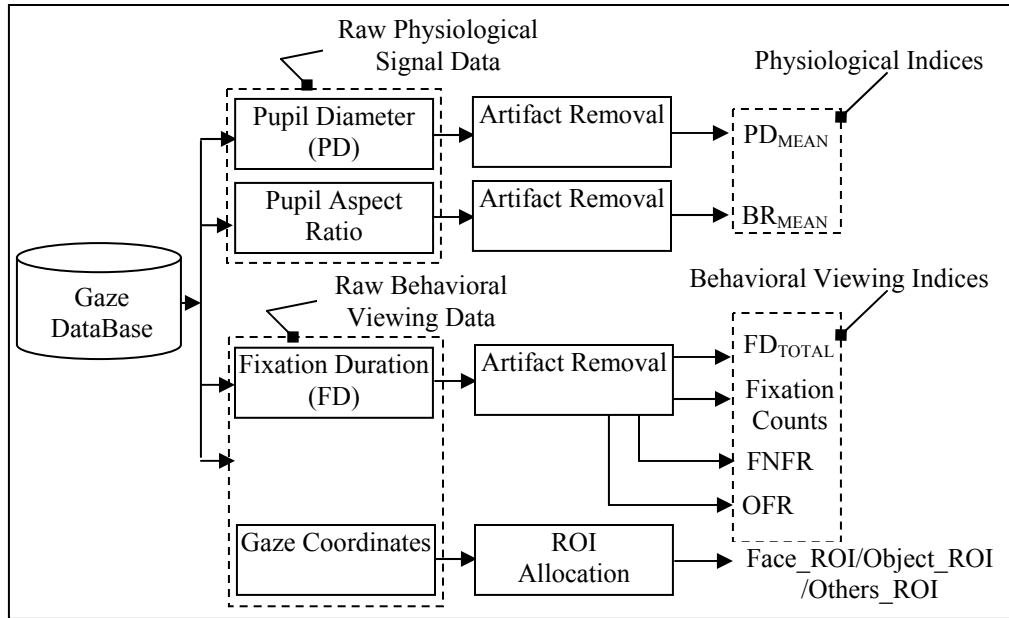 Raw Physiological
Signal Data
Physiological Indices
Pupil Diameter
(PD)
Artifact Removal
PD_MEAN
Pupil Aspect
Ratio
Artifact Removal
BR_MEAN
Gaze
DataBase
Raw Behavioral
Viewing Data
Behavioral Viewing Indices
Fixation Duration
(FD)
Artifact Removal
FD_TOTAL
Fixation
Counts
FNFR
OFR
Gaze Coordinates
ROI
Allocation
Face_ROI/Object_ROI
/Others_ROI